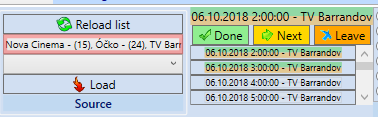 Reload list
Nova Cinema - (15), Óčko - (24), TV Barr
Load
Source
06.10.2018 2:00:00 - TV Barrandov
Done Next Leave
06.10.2018 2:00:00 - TV Barrandov
06.10.2018 3:00:00 - TV Barrandov
06.10.2018 4:00:00 - TV Barrandov
06.10.2018 5:00:00 - TV Barrandov